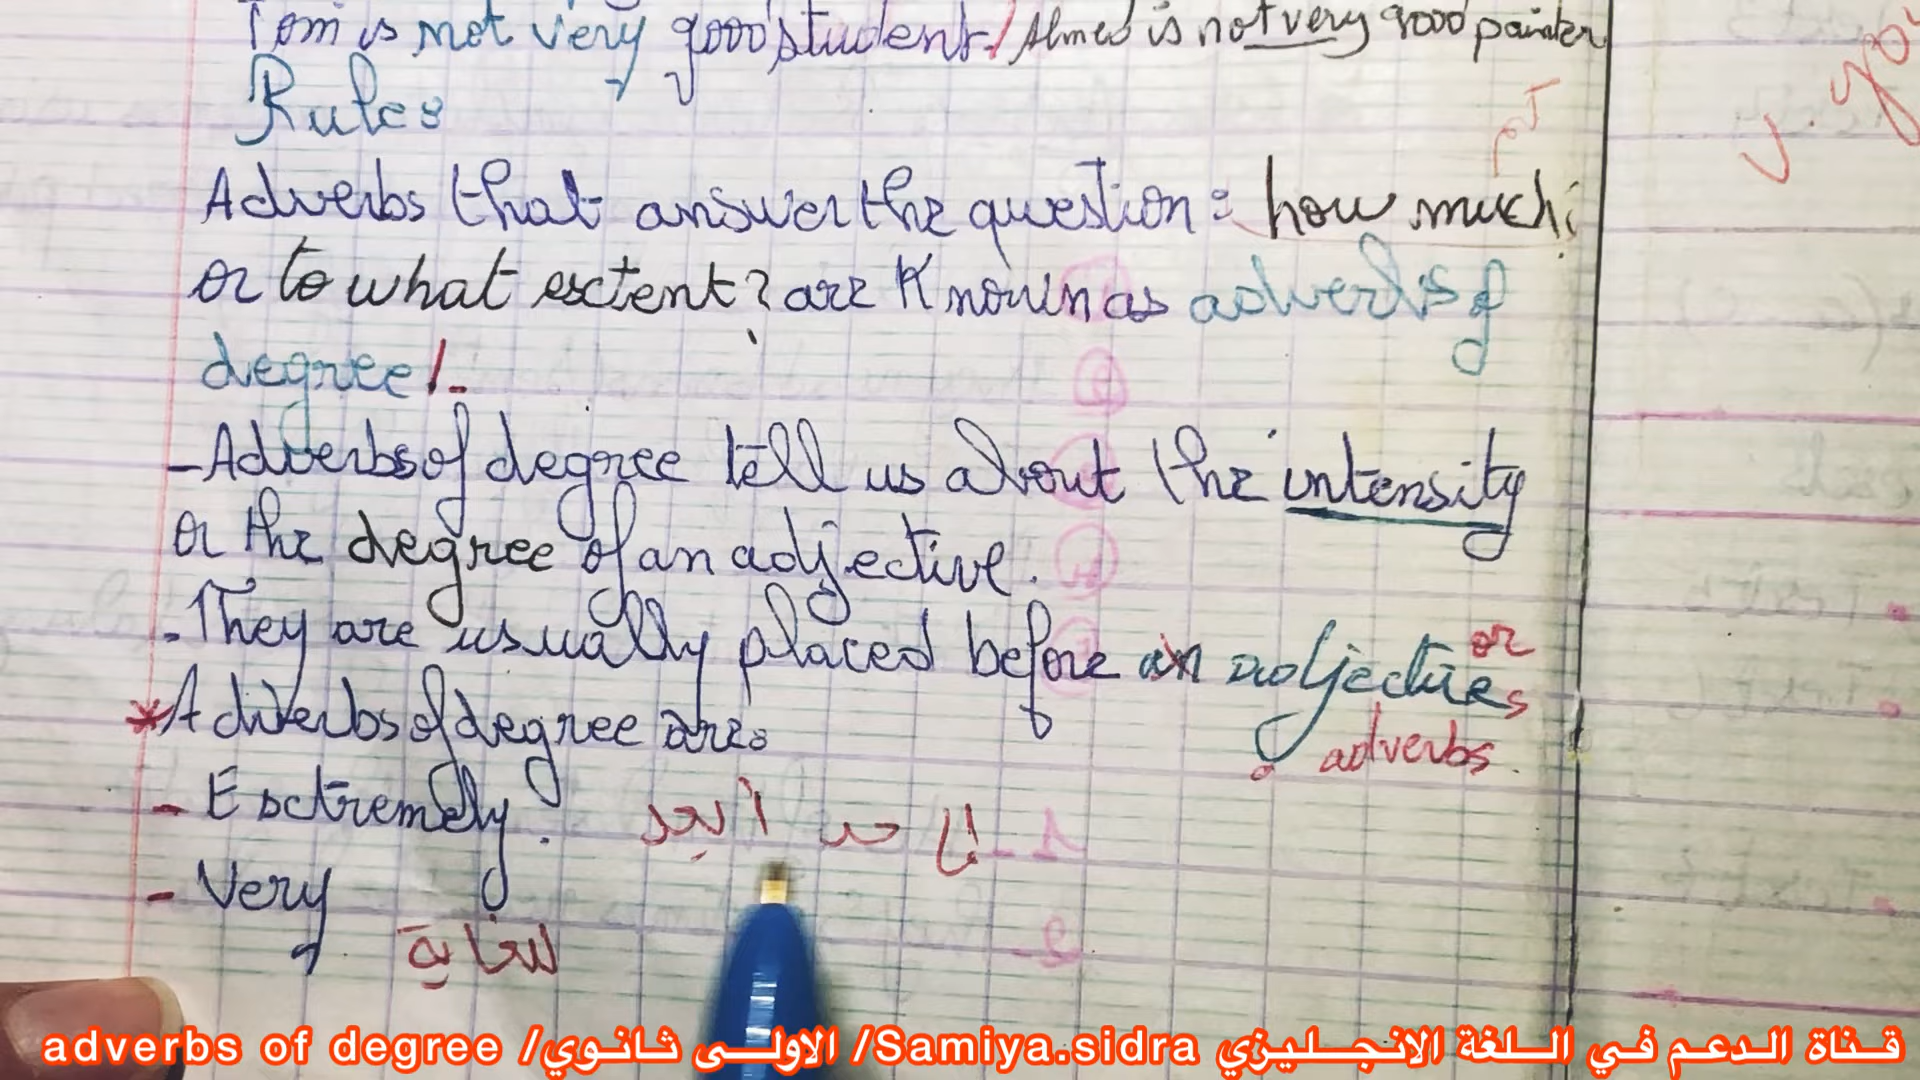 Tom is not very good student. / Ahmed is not very good painter
Rule:
Adverbs that answer the question: how much
or to what extent? are Known as adverbs of
degree /.
- Adverbs of degree tell us about the intensity
or the degree of an adjective.
- They are usually placed before an adjectives or
adverbs.
* Adverbs of degree are:
- Extremely. إلى حد أبعد
- Very للغاية
adverbs of degree /الاولى ثانوي /Samiya.sidra قناة الدعم في اللغة الانجليزي